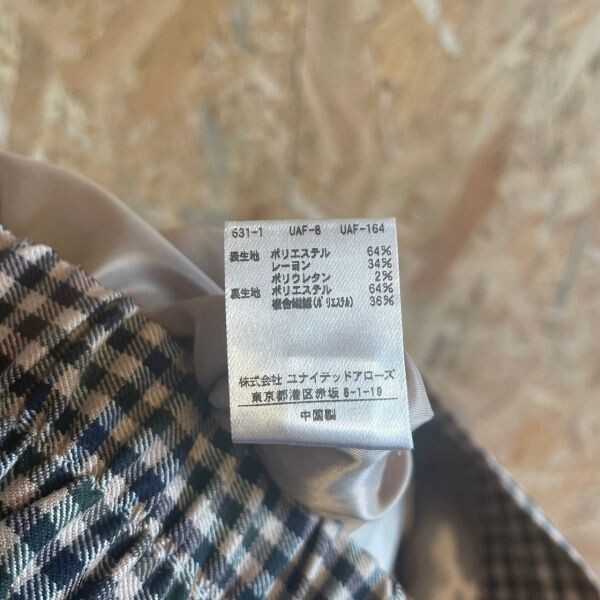 631-1 UAF-8 UAF-164
表生地 ポリエステル 64%
レーヨン 34%
ポリウレタン 2%
裏生地 ポリエステル 64%
複合繊維(ポリエステル) 36%
株式会社 ユナイテッドアローズ
東京都港区赤坂 8-1-19
中国製